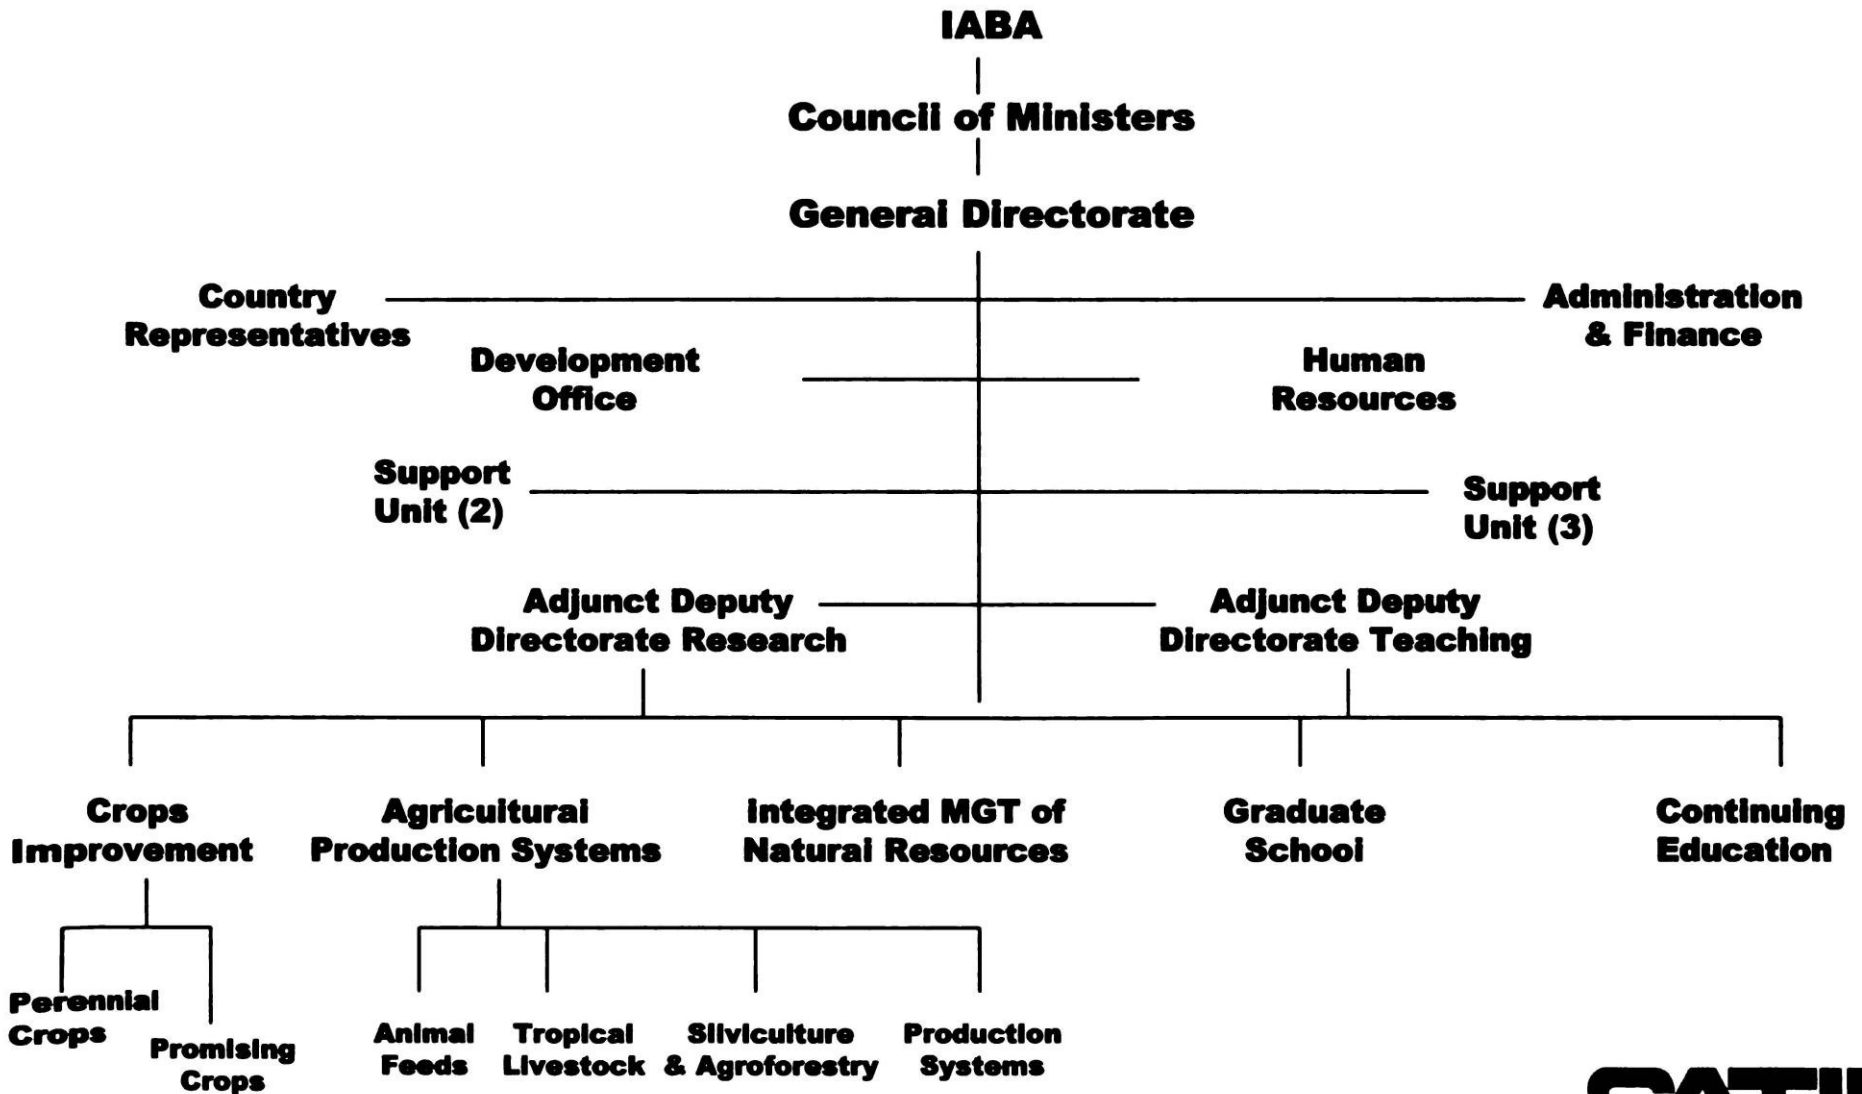 IABA
Council of Ministers
General Directorate
Country
Representatives
Administration
& Finance
Development
Office
Human
Resources
Support
Unit (2)
Support
Unit (3)
Adjunct Deputy
Directorate Research
Adjunct Deputy
Directorate Teaching
Crops
Improvement
Agricultural
Production Systems
Integrated MGT of
Natural Resources
Graduate
School
Continuing
Education
Perennial
Crops
Promising
Crops
Animal
Feeds
Tropical
Livestock
Silviculture
& Agroforestry
Production
Systems